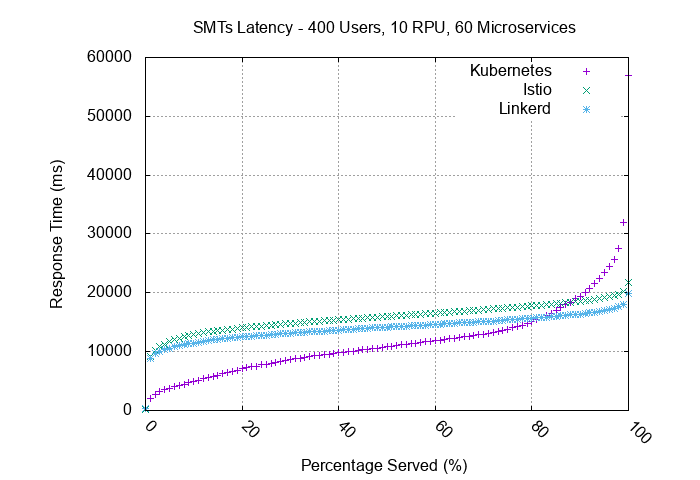 SMTs Latency - 400 Users, 10 RPU, 60 Microservices
60000
50000
40000
30000
20000
10000
0
Response Time (ms)
Kubernetes
Istio
Linkerd
0
20
40
60
80
100
Percentage Served (%)